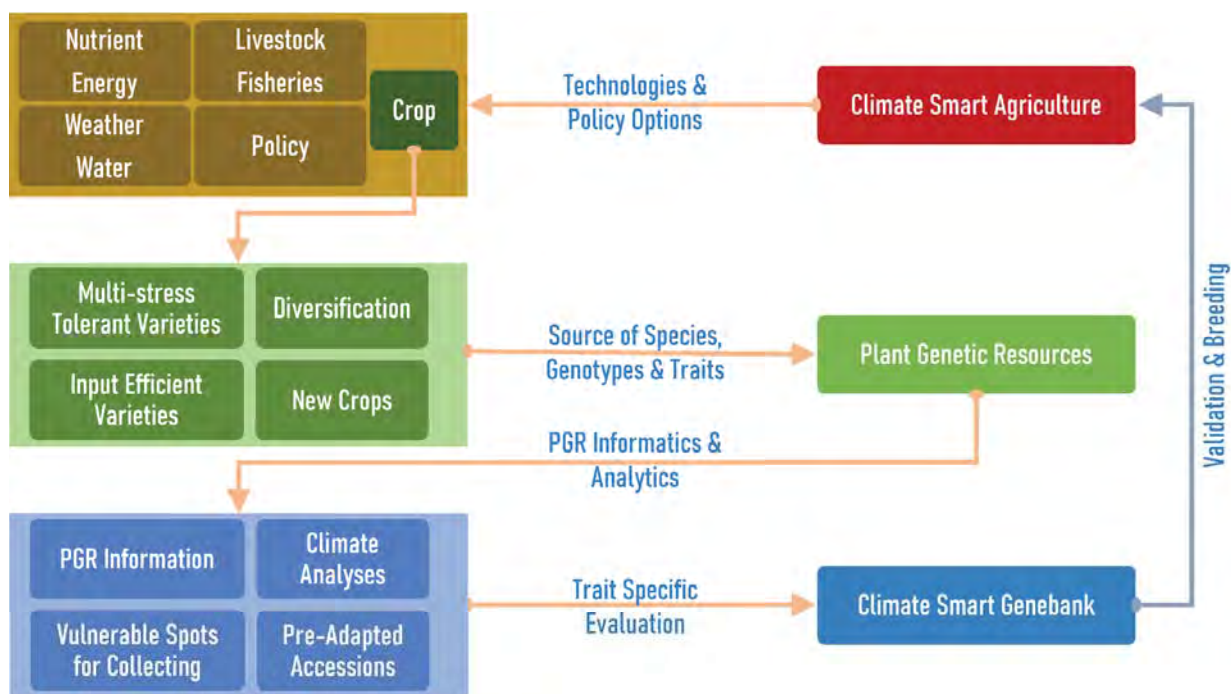 Nutrient
Energy
Livestock
Fisheries
Weather
Water
Policy
Crop
Technologies &
Policy Options
Climate Smart Agriculture
Multi-stress
Tolerant Varieties
Diversification
Input Efficient
Varieties
New Crops
Source of Species,
Genotypes & Traits
Plant Genetic Resources
Validation & Breeding
PGR Informatics &
Analytics
PGR Information
Climate
Analyses
Vulnerable Spots
for Collecting
Pre-Adapted
Accessions
Trait Specific
Evaluation
Climate Smart Genebank